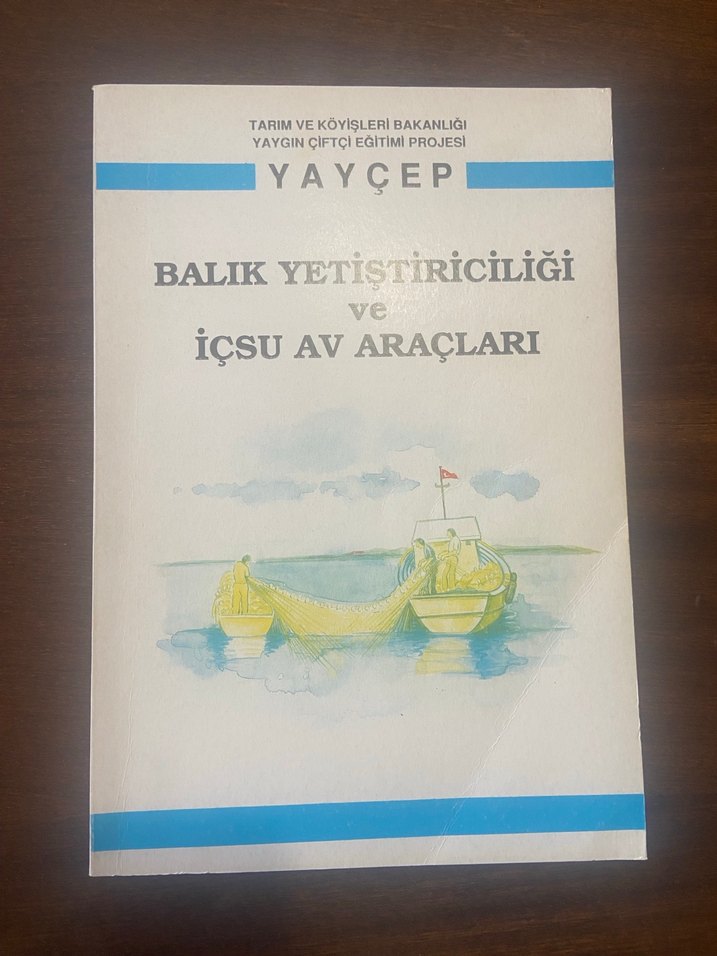 TARIM VE KÖYİŞLERİ BAKANLIĞI
YAYGIN ÇİFTÇİ EĞİTİMİ PROJESİ
YAYÇEP
BALIK YETİŞTİRİCİLİĞİ
ve
İÇSU AV ARAÇLARI